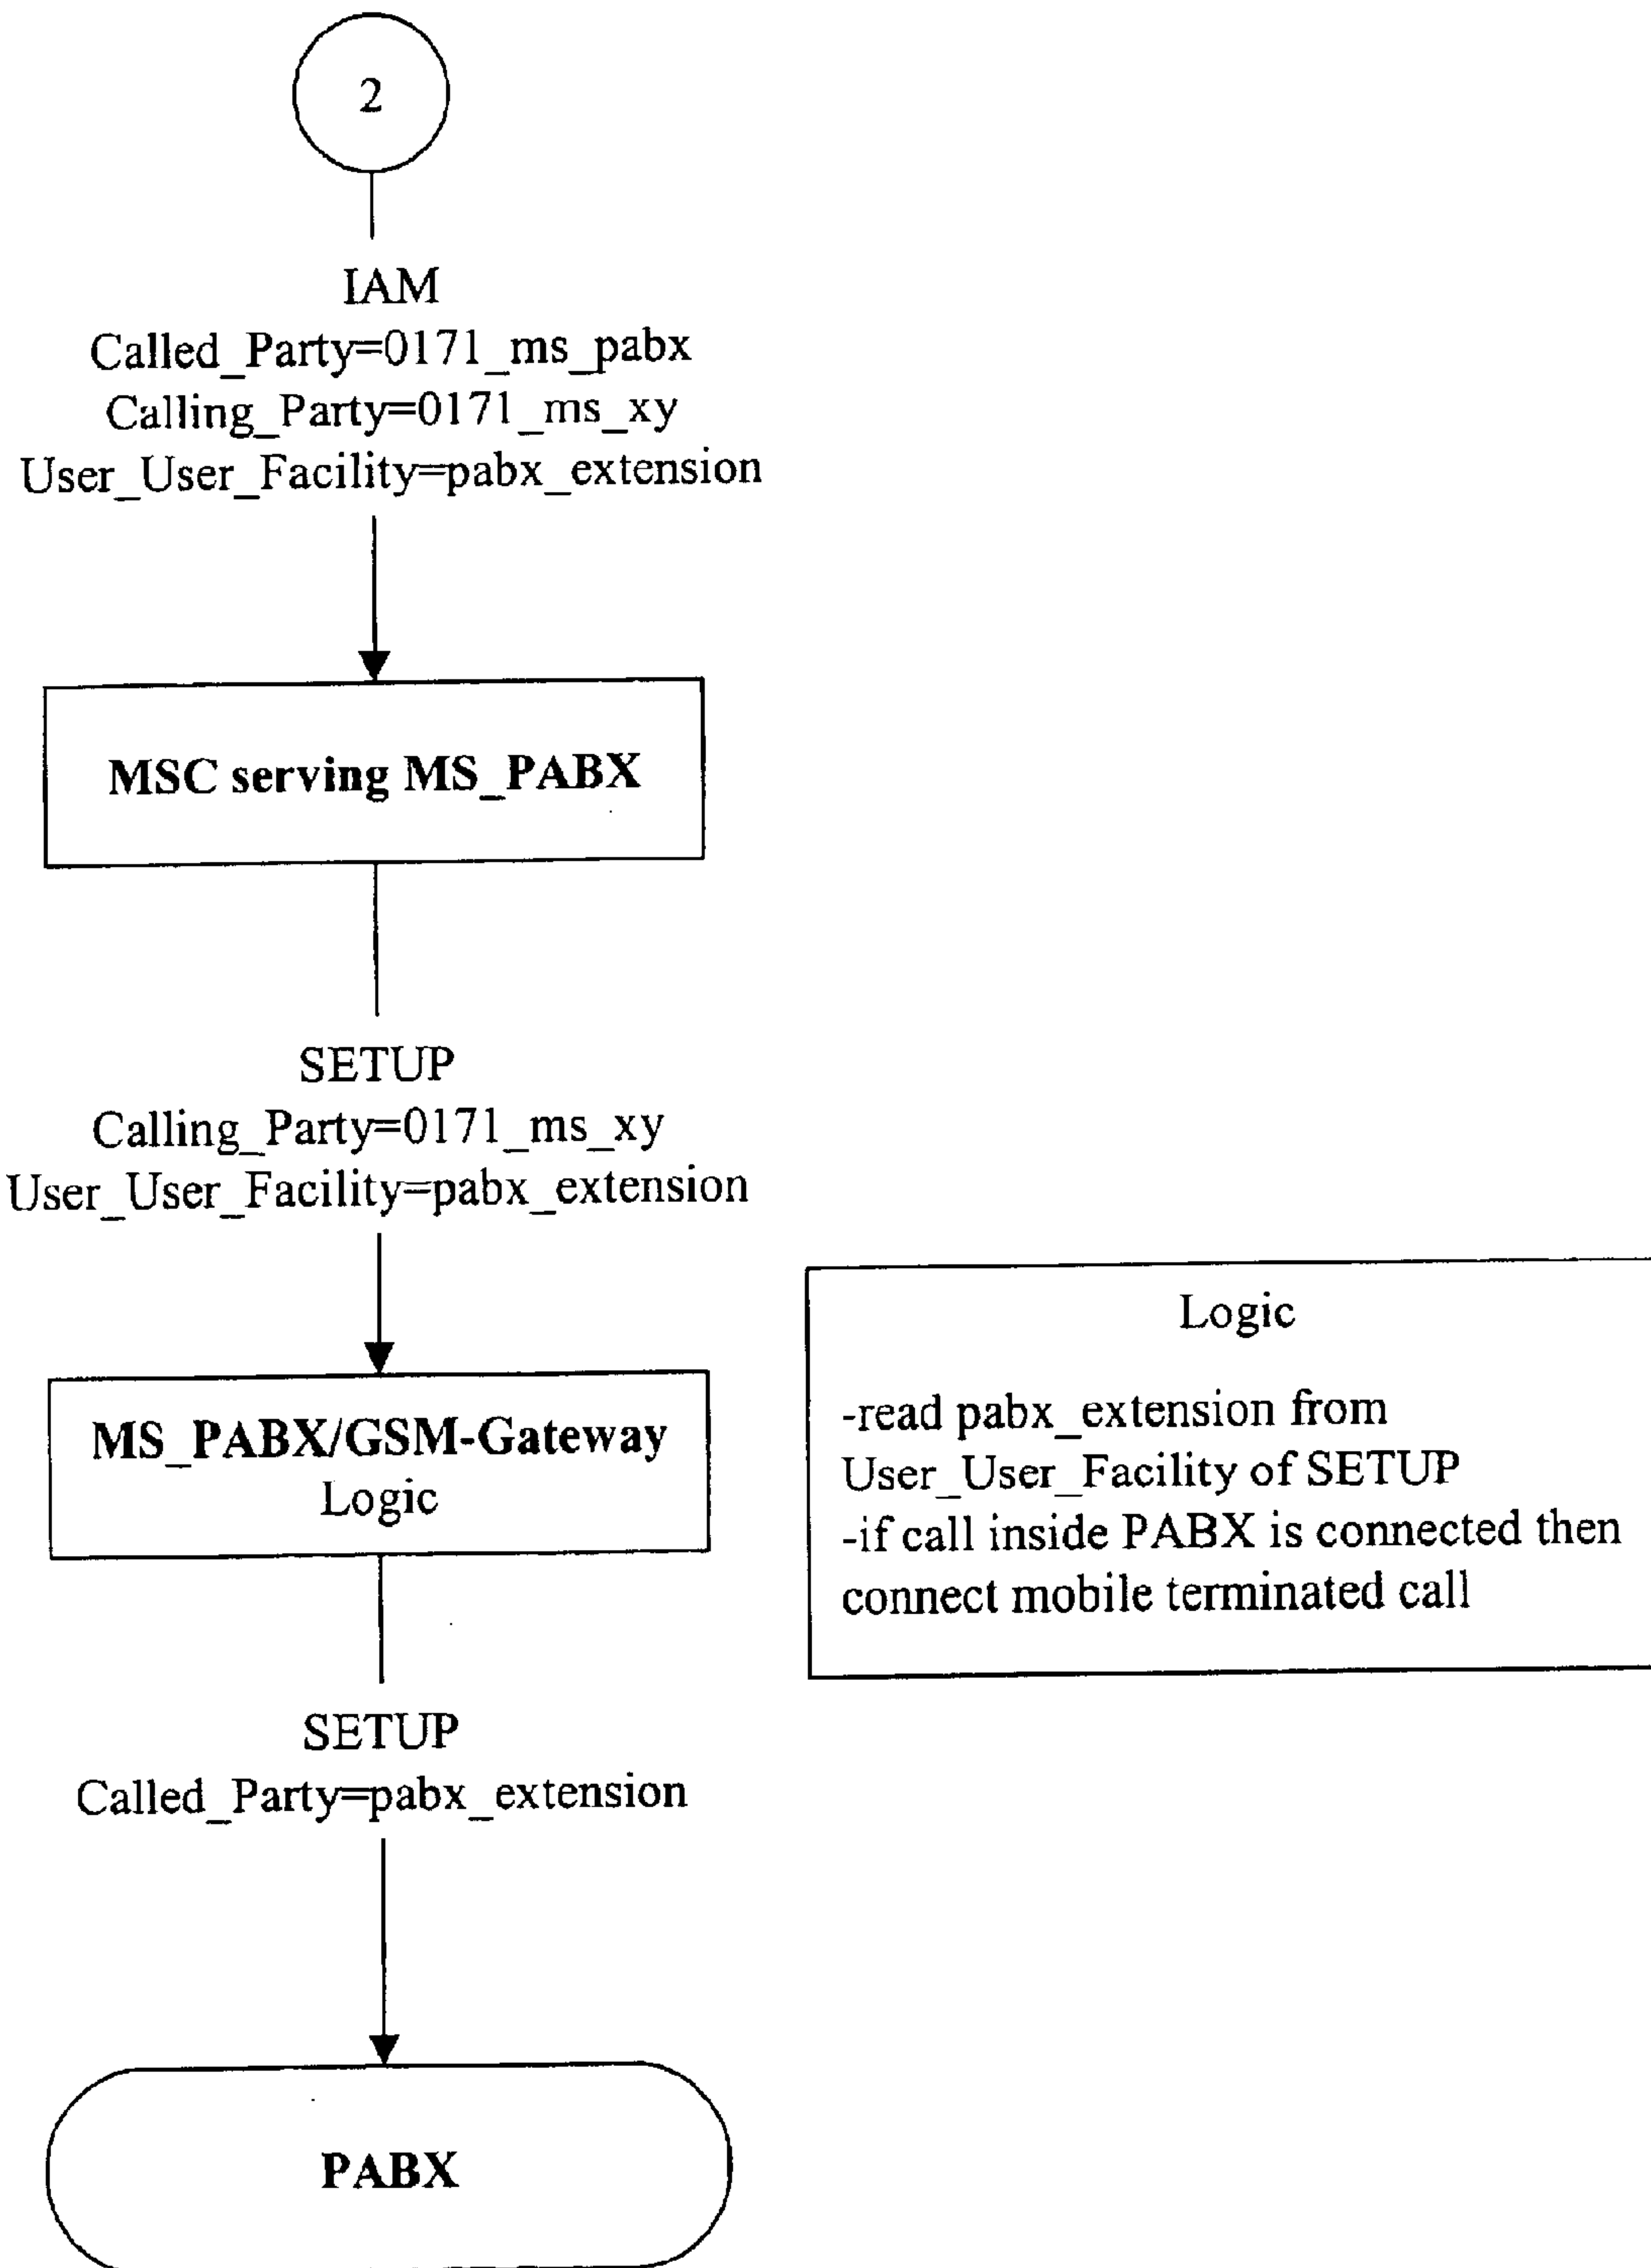 2
IAM
Called_Party=0171_ms_pabx
Calling_Party=0171_ms_xy
User_User_Facility=pabx_extension
MSC serving MS_PABX
SETUP
Calling_Party=0171_ms_xy
User_User_Facility=pabx_extension
MS_PABX/GSM-Gateway
Logic
Logic
-read pabx_extension from
User_User_Facility of SETUP
-if call inside PABX is connected then
connect mobile terminated call
SETUP
Called_Party=pabx_extension
PABX